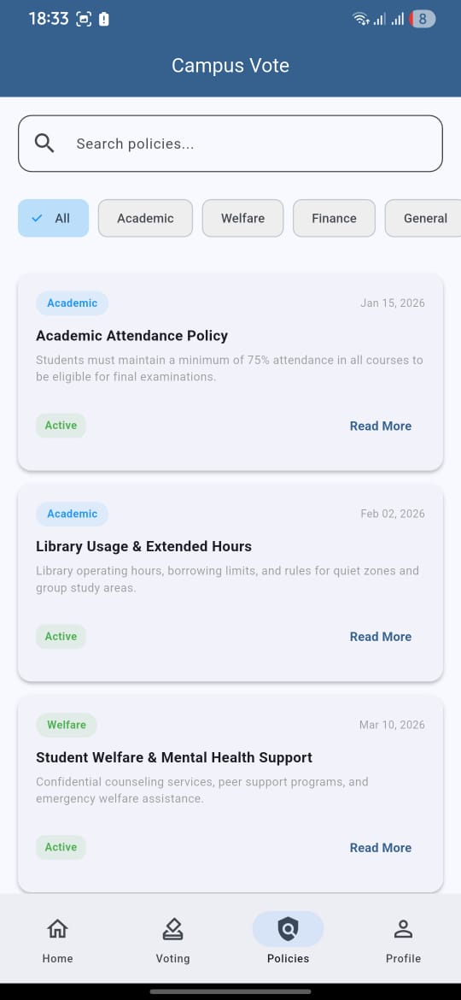 18:33
8
Campus Vote
Search policies...
All
Academic
Welfare
Finance
General
Academic
Jan 15, 2026
Academic Attendance Policy
Students must maintain a minimum of 75% attendance in all courses to
be eligible for final examinations.
Active
Read More
Academic
Feb 02, 2026
Library Usage & Extended Hours
Library operating hours, borrowing limits, and rules for quiet zones and
group study areas.
Active
Read More
Welfare
Mar 10, 2026
Student Welfare & Mental Health Support
Confidential counseling services, peer support programs, and
emergency welfare assistance.
Active
Read More
Home
Voting
Policies
Profile